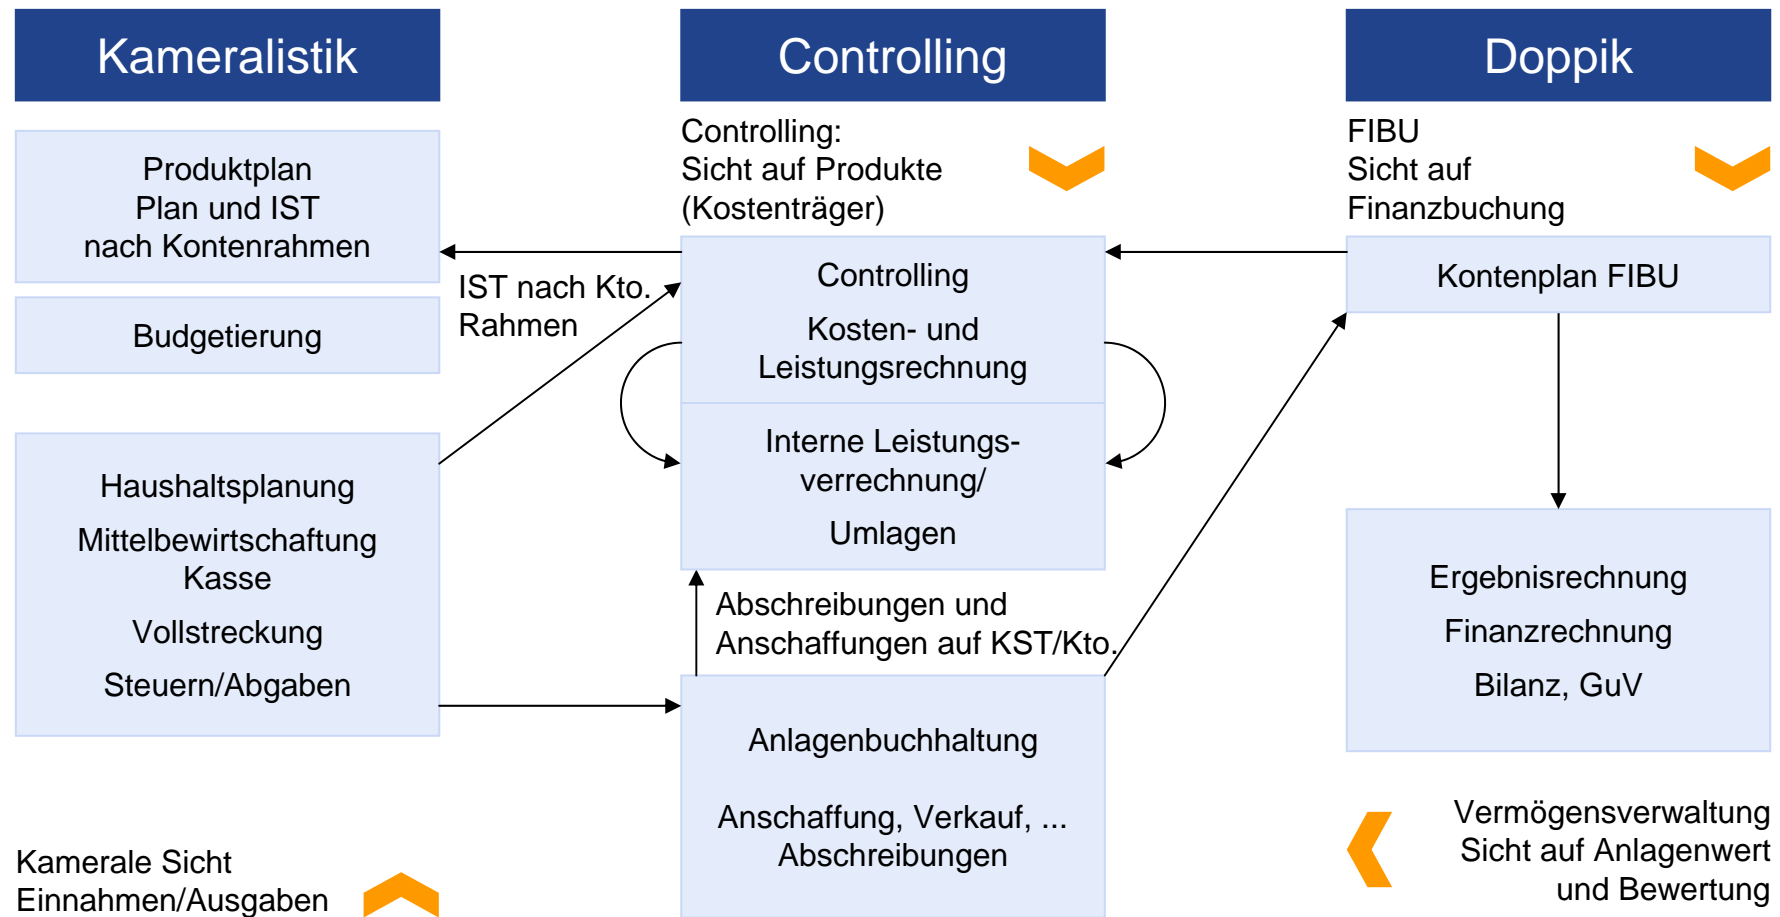 Kameralistik
Produktplan
Plan und IST
nach Kontenrahmen
Budgetierung
Haushaltsplanung
Mittelbewirtschaftung
Kasse
Vollstreckung
Steuern/Abgaben
Kamerale Sicht
Einnahmen/Ausgaben
IST nach Kto.
Rahmen
Controlling
Controlling:
Sicht auf Produkte
(Kostenträger)
Controlling
Kosten- und
Leistungsrechnung
Interne Leistungs-
verrechnung/
Umlagen
Abschreibungen und
Anschaffungen auf KST/Kto.
Anlagenbuchhaltung
Anschaffung, Verkauf, ...
Abschreibungen
Doppik
FIBU
Sicht auf
Finanzbuchung
Kontenplan FIBU
Ergebnisrechnung
Finanzrechnung
Bilanz, GuV
Vermögensverwaltung
Sicht auf Anlagenwert
und Bewertung